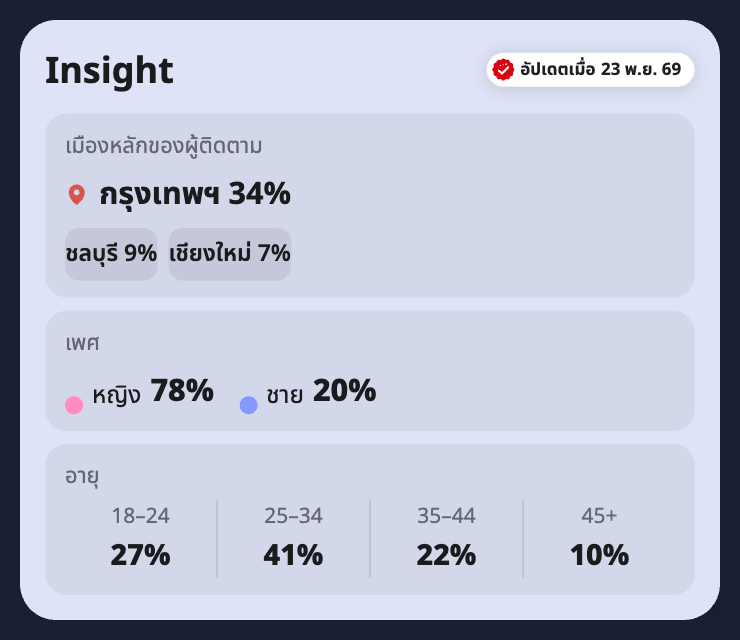 Insight
อัปเดตเมื่อ 23 พ.ย. 69
เมืองหลักของผู้ติดตาม
กรุงเทพฯ 34%
ชลบุรี 9% เชียงใหม่ 7%
เพศ
หญิง 78% ชาย 20%
อายุ
18–24 25–34 35–44 45+
27% 41% 22% 10%